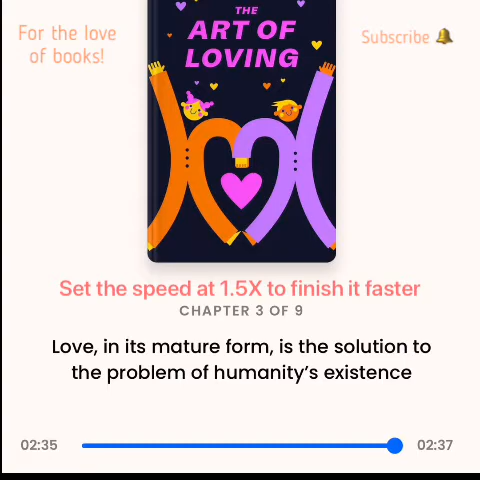 For the love
of books!
Subscribe 🔔
THE
ART OF
LOVING
Set the speed at 1.5X to finish it faster
CHAPTER 3 OF 9
Love, in its mature form, is the solution to
the problem of humanity’s existence
02:35
02:37